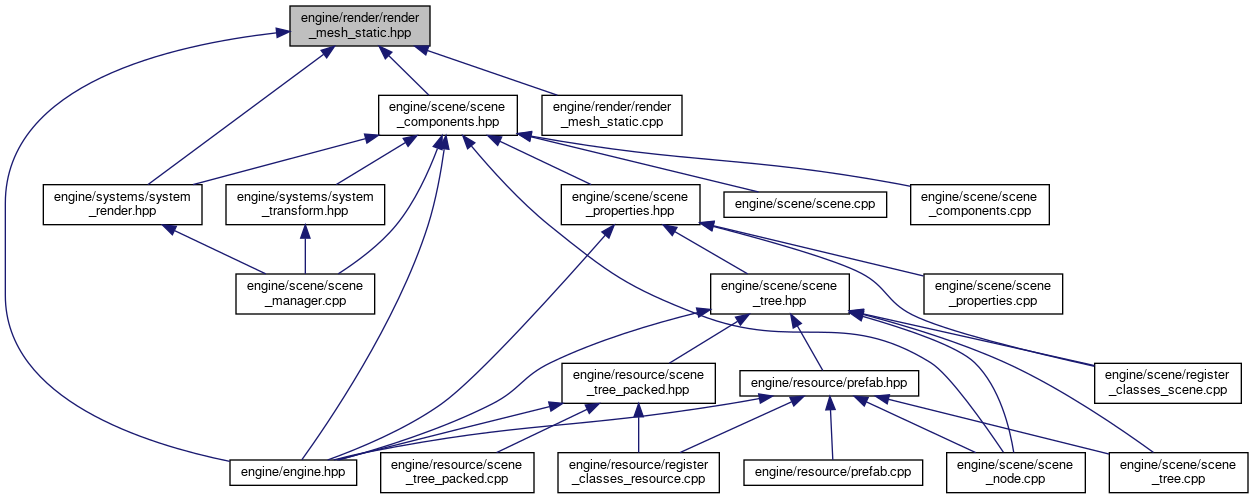 engine/render/render
_mesh_static.hpp
engine/scene/scene
_components.hpp
engine/render/render
_mesh_static.cpp
engine/systems/system
_render.hpp
engine/systems/system
_transform.hpp
engine/scene/scene
_properties.hpp
engine/scene/scene.cpp
engine/scene/scene
_components.cpp
engine/scene/scene
_manager.cpp
engine/scene/scene
_tree.hpp
engine/scene/scene
_properties.cpp
engine/resource/scene
_tree_packed.hpp
engine/resource/prefab.hpp
engine/scene/register
_classes_scene.cpp
engine/engine.hpp
engine/resource/scene
_tree_packed.cpp
engine/resource/register
_classes_resource.cpp
engine/resource/prefab.cpp
engine/scene/scene
_node.cpp
engine/scene/scene
_tree.cpp